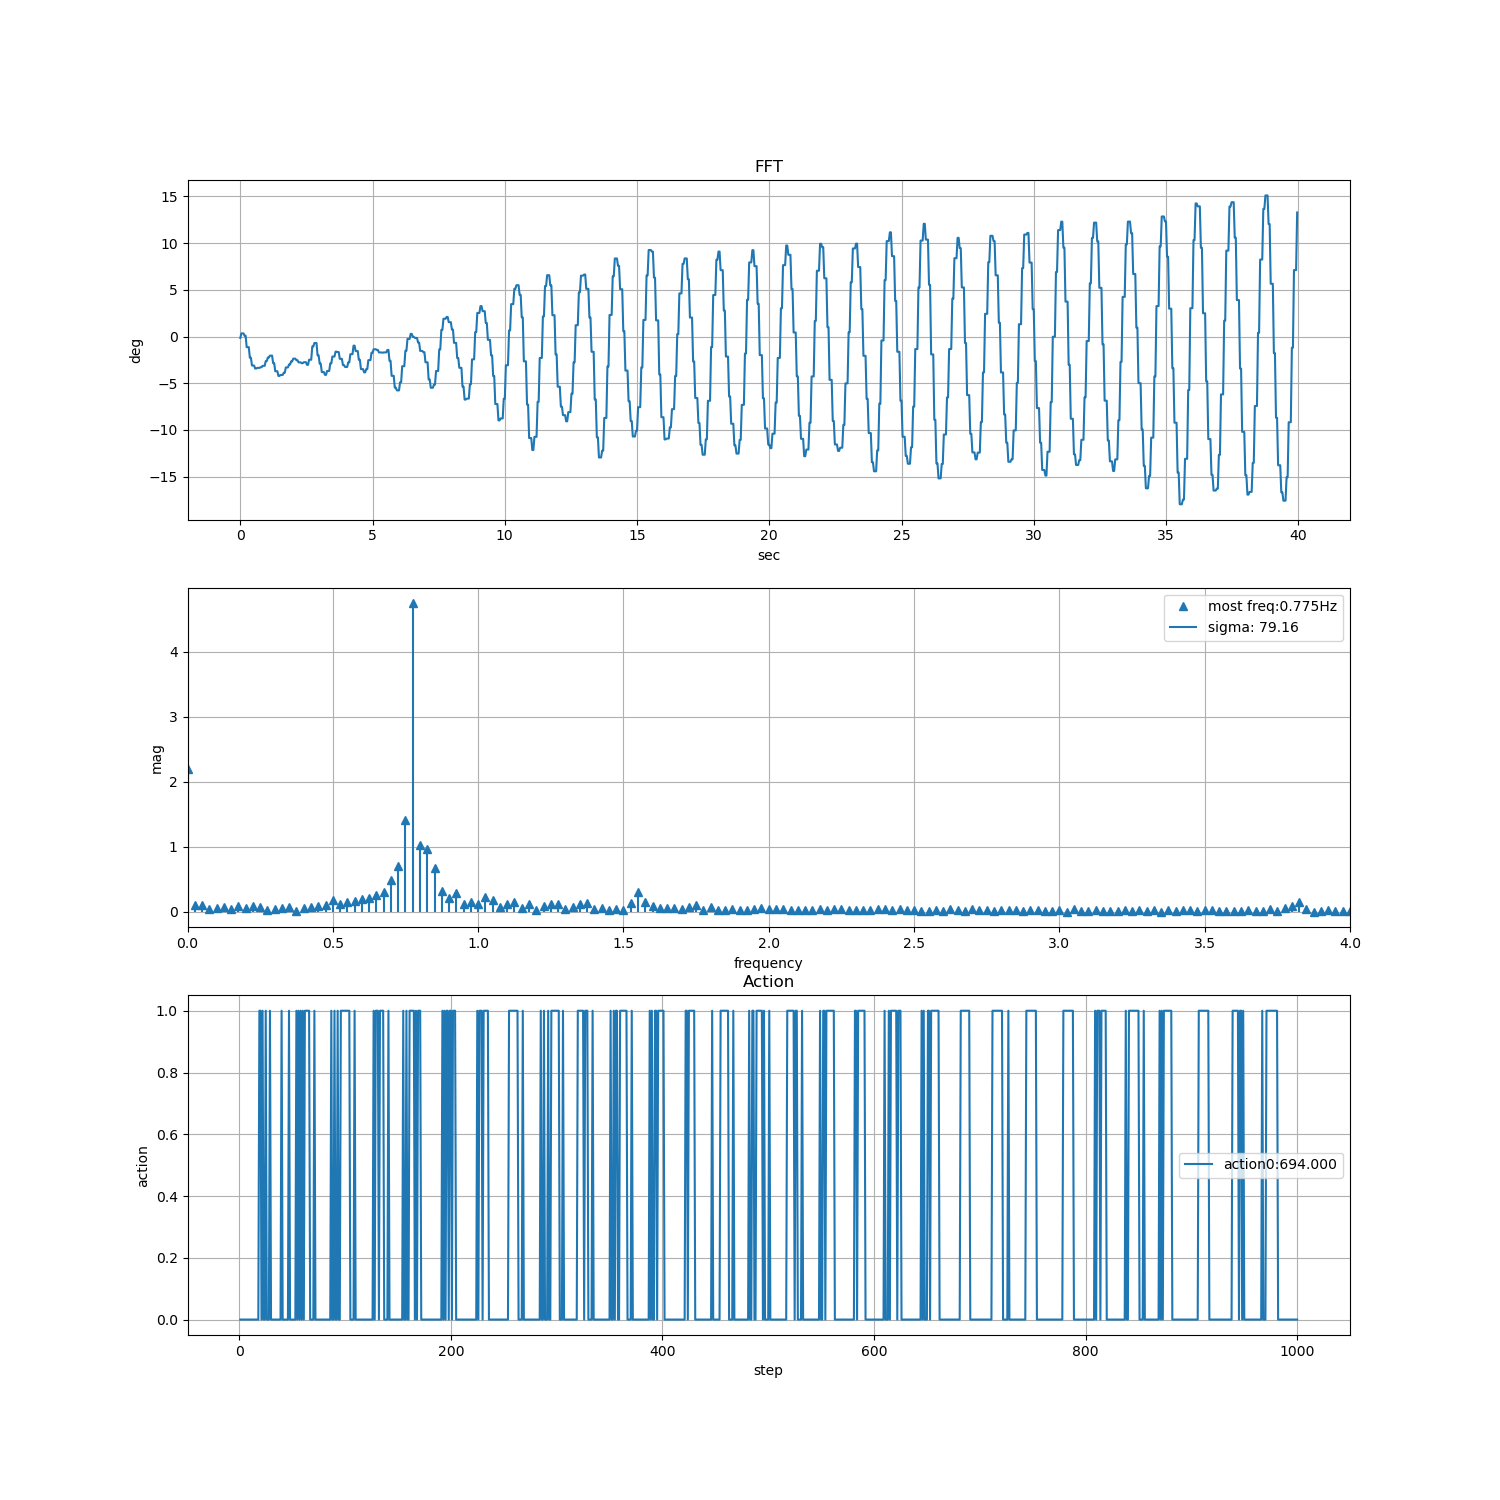 FFT
15
10
5
0
−5
−10
−15
deg
0 5 10 15 20 25 30 35 40
sec
most freq:0.775Hz
sigma: 79.16
4
3
2
1
0
mag
0.0 0.5 1.0 1.5 2.0 2.5 3.0 3.5 4.0
frequency
Action
1.0
0.8
0.6
0.4
0.2
0.0
action
action0:694.000
0 200 400 600 800 1000
step